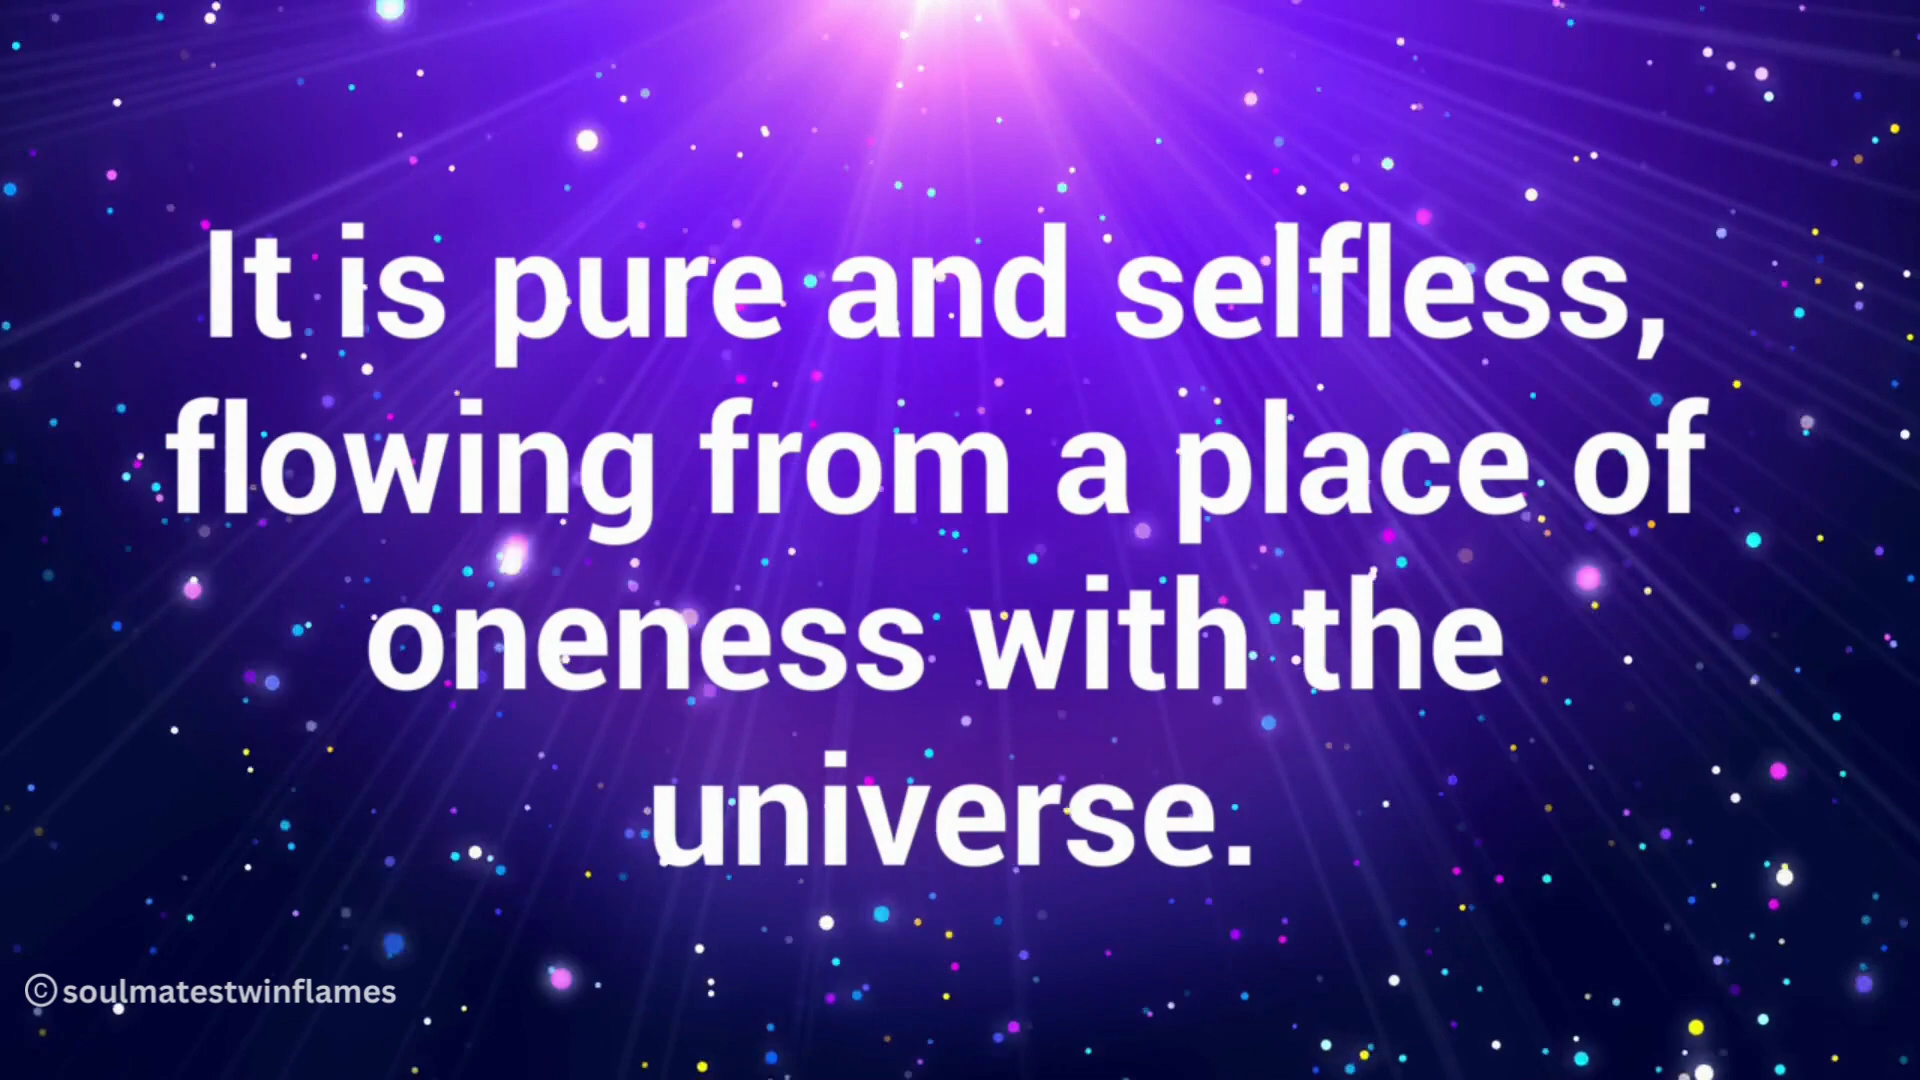 It is pure and selfless,
flowing from a place of
oneness with the
universe.
©soulmatestwinflames